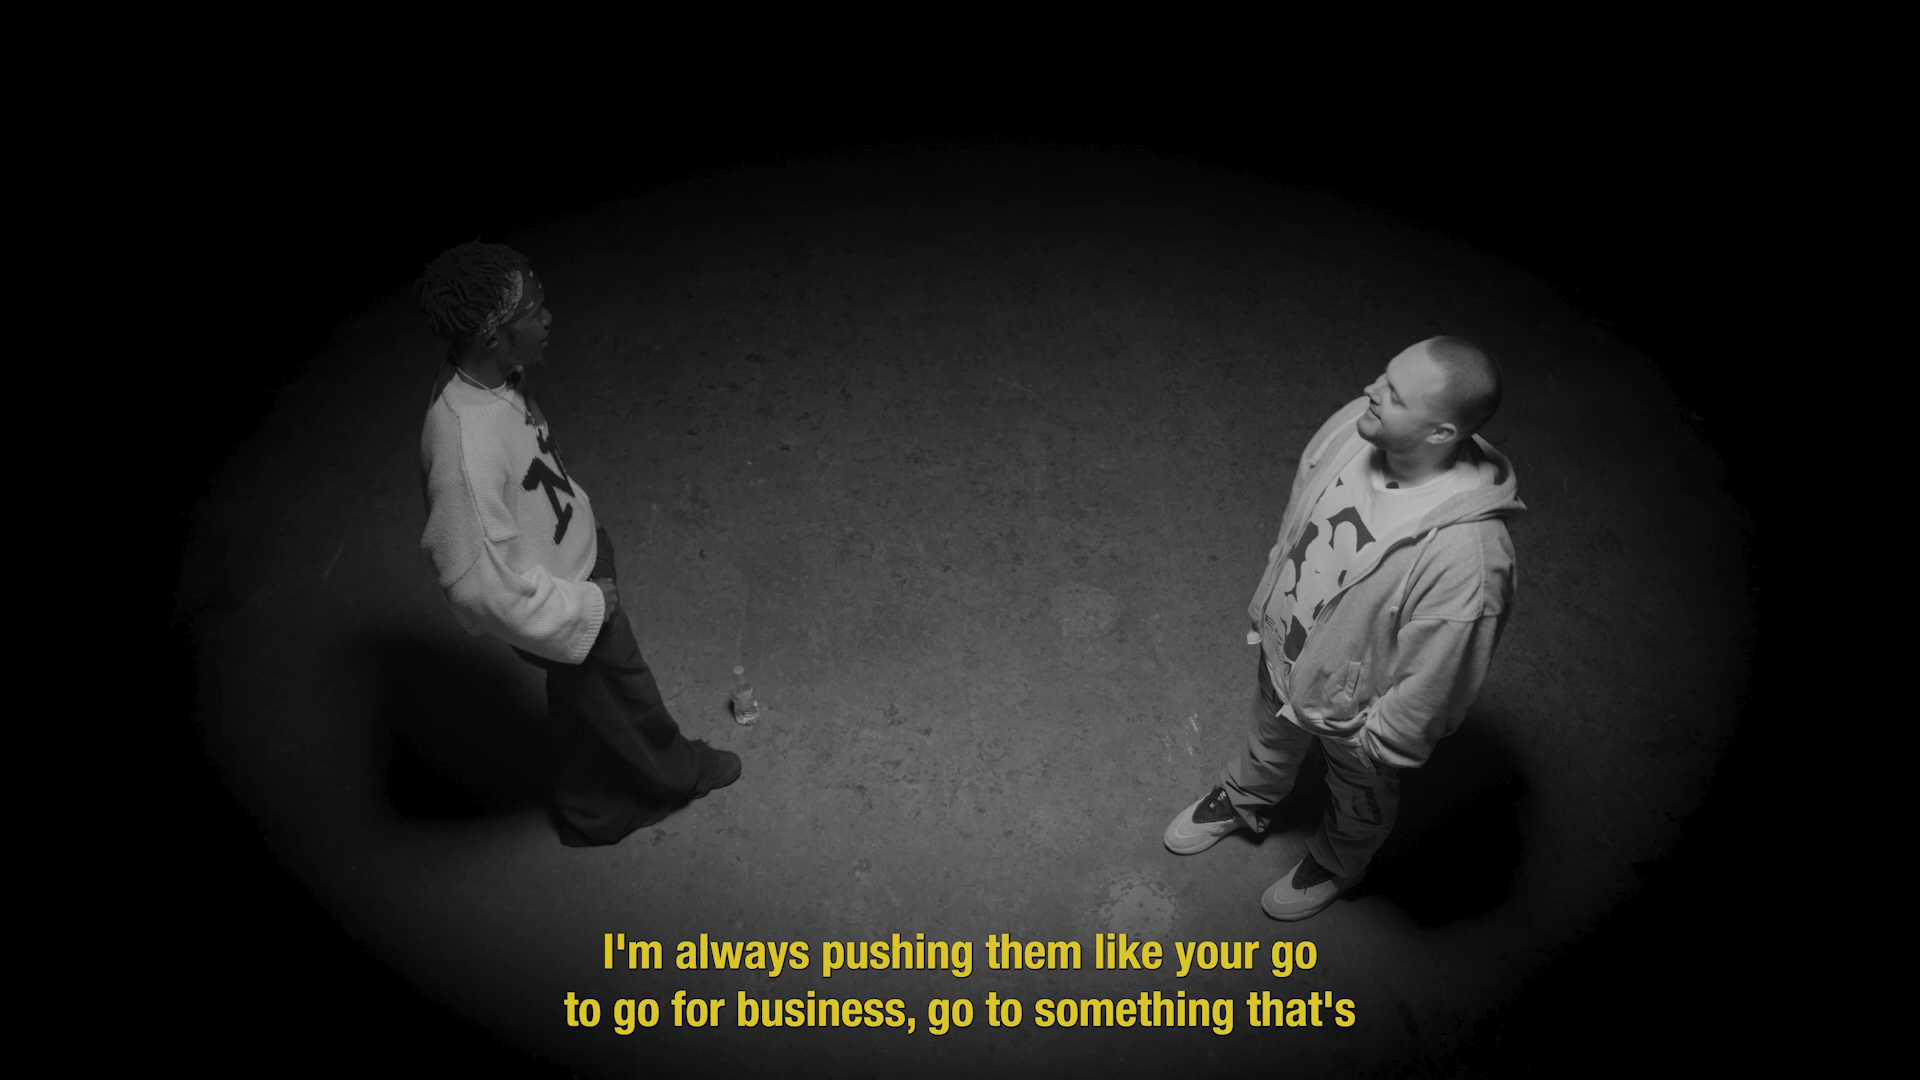 I'm always pushing them like your go
to go for business, go to something that's